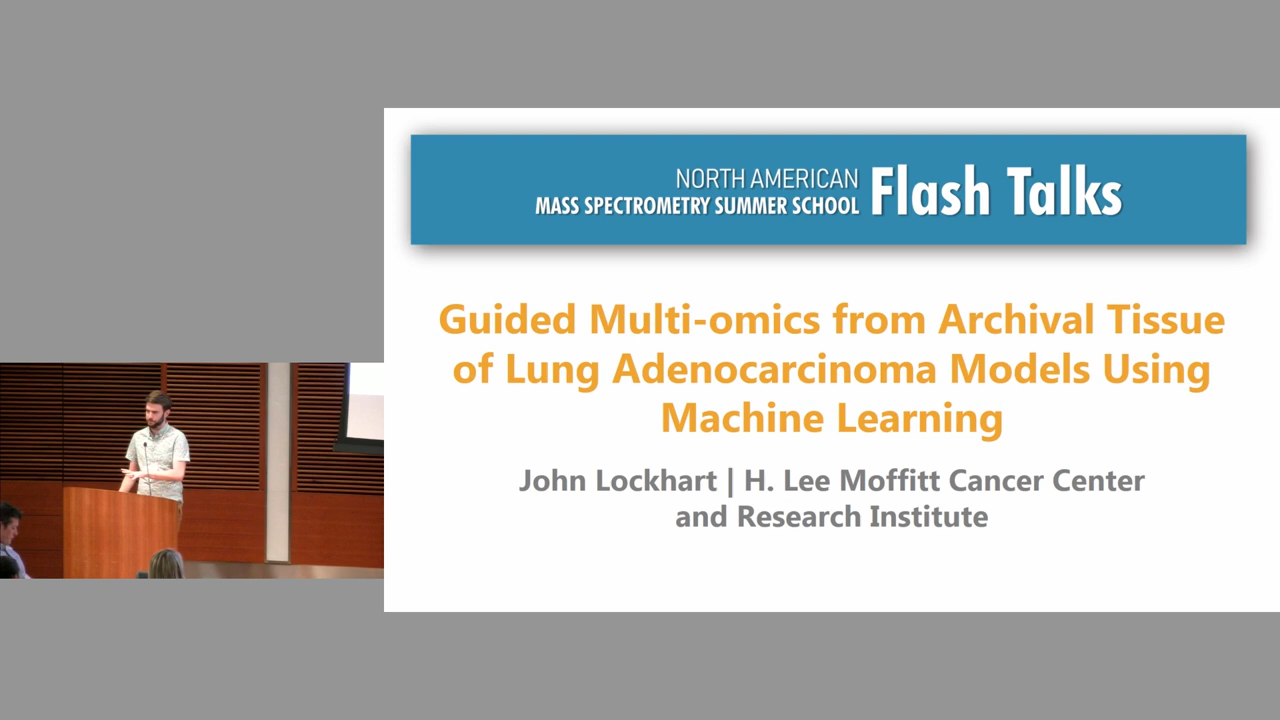 NORTH AMERICAN
MASS SPECTROMETRY SUMMER SCHOOL
Flash Talks
Guided Multi-omics from Archival Tissue
of Lung Adenocarcinoma Models Using
Machine Learning
John Lockhart | H. Lee Moffitt Cancer Center
and Research Institute